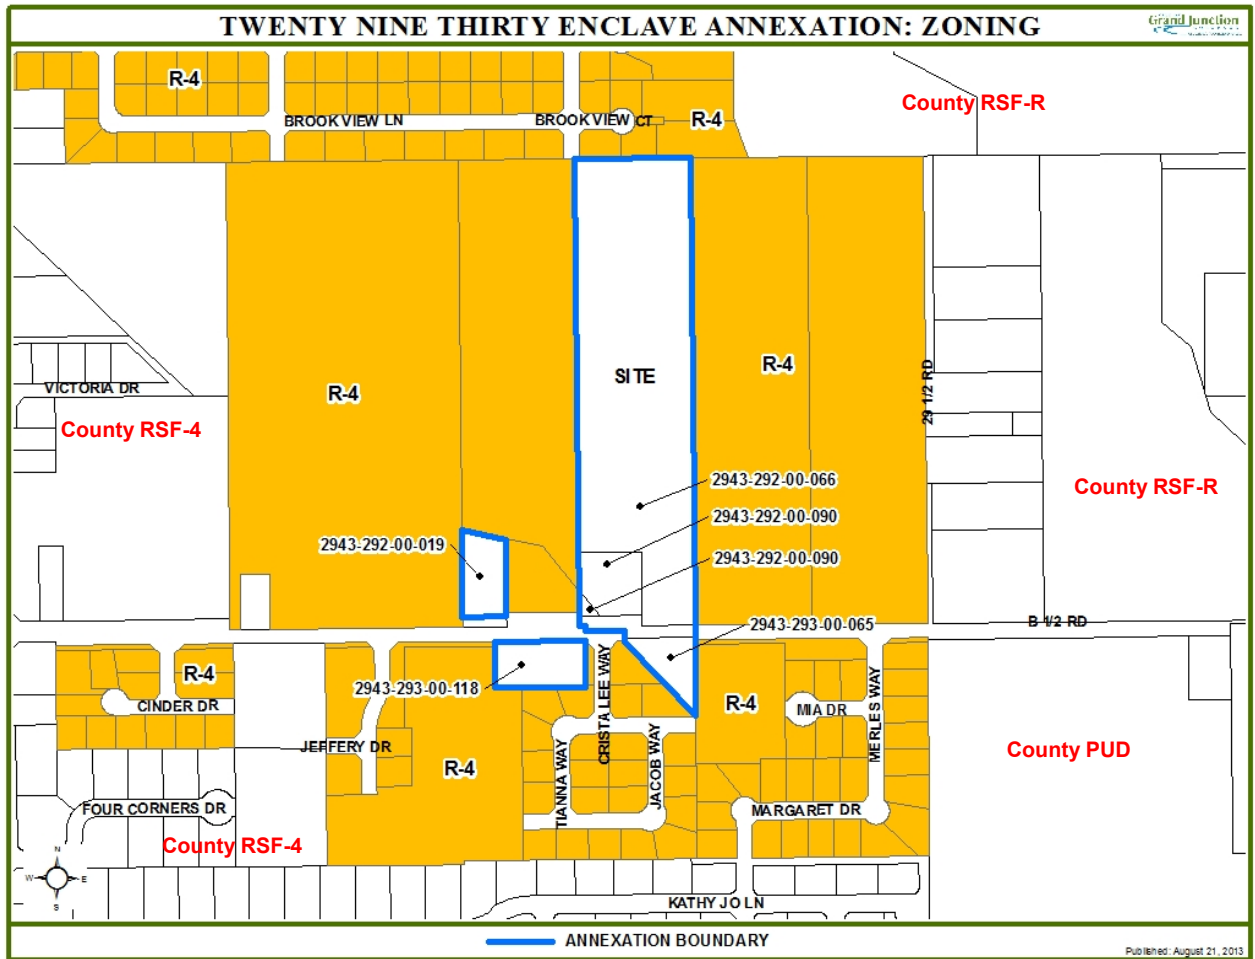 TWENTY NINE THIRTY ENCLAVE ANNEXATION: ZONING
Grand Junction
R-4
County RSF-R
BROOK VIEW LN
BROOK VIEW CT
R-4
SITE
R-4
R-4
VICTORIA DR
29 1/2 RD
County RSF-4
2943-292-00-066
County RSF-R
2943-292-00-090
2943-292-00-019
2943-292-00-090
2943-293-00-065
B 1/2 RD
R-4
2943-293-00-118
CRISTA LEE WAY
R-4
MIA DR
MERLES WAY
CINDER DR
JEFFERY DR
R-4
TIANNA WAY
JACOB WAY
County PUD
FOUR CORNERS DR
MARGARET DR
County RSF-4
N
W
E
S
KATHY JO LN
ANNEXATION BOUNDARY
Published: August 21, 2013